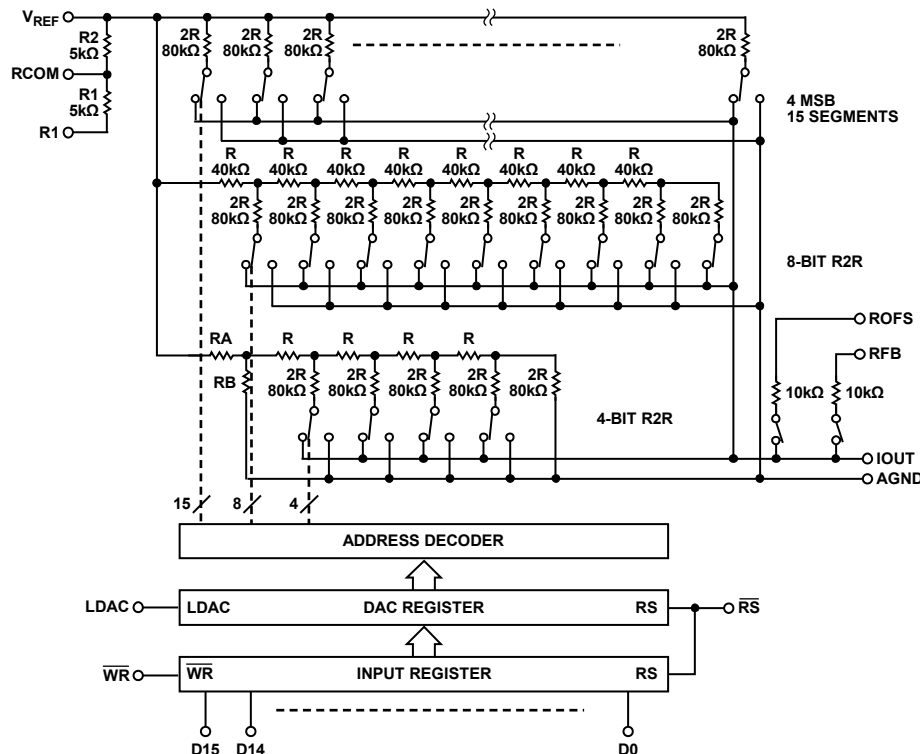 VREF
R2
5kΩ
RCOM
R1
5kΩ
R1
2R 2R 2R 2R
80kΩ 80kΩ 80kΩ 80kΩ
4 MSB
15 SEGMENTS
R R R R R R R R
40kΩ 40kΩ 40kΩ 40kΩ 40kΩ 40kΩ 40kΩ 40kΩ
2R 2R 2R 2R 2R 2R 2R 2R 2R
80kΩ 80kΩ 80kΩ 80kΩ 80kΩ 80kΩ 80kΩ 80kΩ 80kΩ
8-BIT R2R
ROFS
RA R R R R
RFB
RB
2R 2R 2R 2R 2R
80kΩ 80kΩ 80kΩ 80kΩ 80kΩ
10kΩ 10kΩ
4-BIT R2R
IOUT
AGND
15 8 4
ADDRESS DECODER
LDAC LDAC DAC REGISTER RS RS
WR WR INPUT REGISTER RS
D15 D14 D0